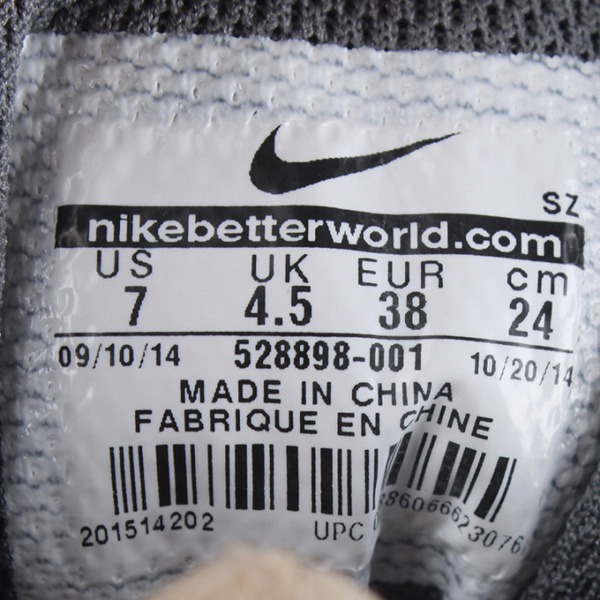 SZ
nikebetterworld.com
US UK EUR cm
7 4.5 38 24
09/10/14 528898-001 10/20/14
MADE IN CHINA
FABRIQUE EN CHINE
201514202 UPC